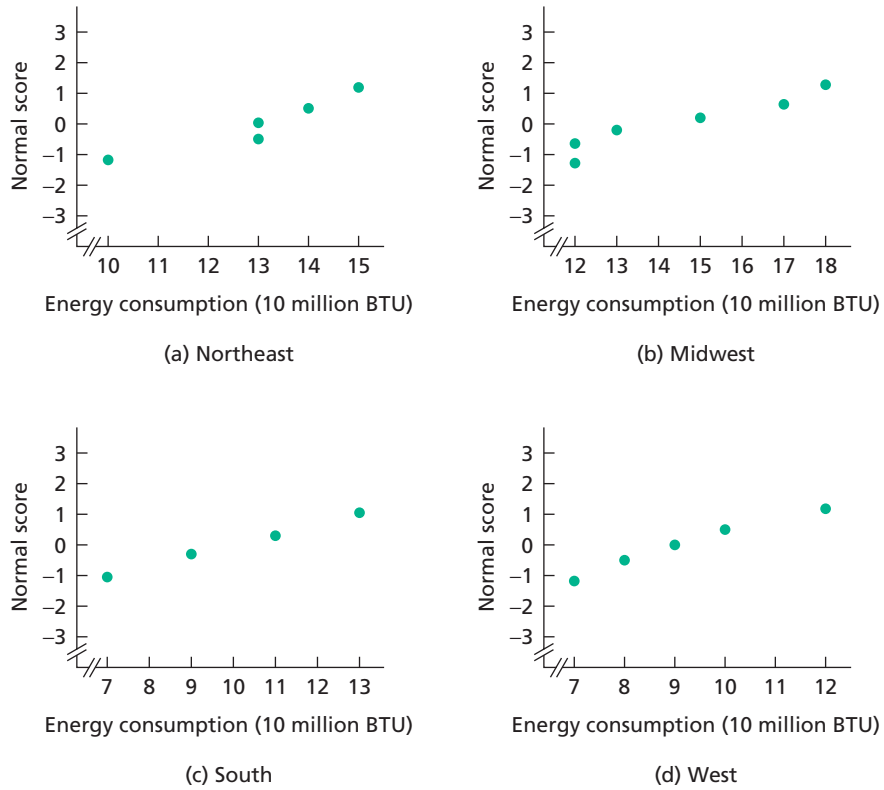 3
2
1
0
−1
−2
−3
Normal score
10 11 12 13 14 15
Energy consumption (10 million BTU)
(a) Northeast
3
2
1
0
−1
−2
−3
Normal score
12 13 14 15 16 17 18
Energy consumption (10 million BTU)
(b) Midwest
3
2
1
0
−1
−2
−3
Normal score
7 8 9 10 11 12 13
Energy consumption (10 million BTU)
(c) South
3
2
1
0
−1
−2
−3
Normal score
7 8 9 10 11 12
Energy consumption (10 million BTU)
(d) West